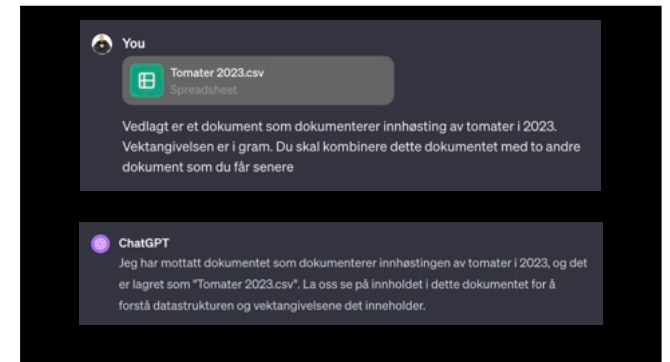 You
Tomater 2023.csv
Spreadsheet
Vedlagt er et dokument som dokumenterer innhøsting av tomater i 2023.
Vektangivelsen er i gram. Du skal kombinere dette dokumentet med to andre
dokument som du får senere
ChatGPT
Jeg har mottatt dokumentet som dokumenterer innhøstingen av tomater i 2023, og det
er lagret som "Tomater 2023.csv". La oss se på innholdet i dette dokumentet for å
forstå datastrukturen og vektangivelsene det inneholder.